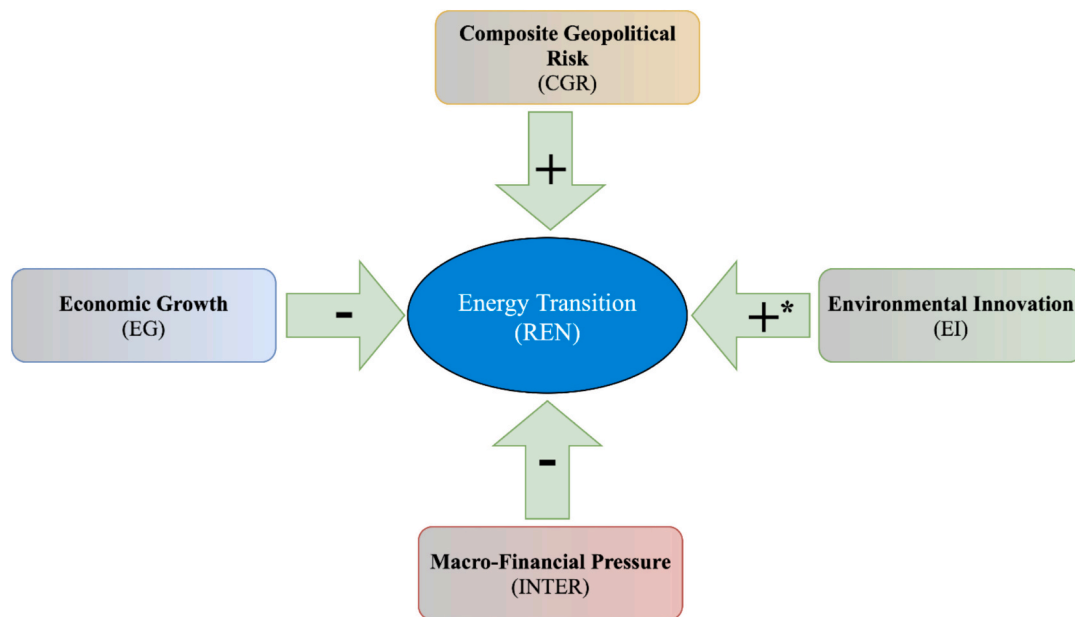 Composite Geopolitical
Risk
(CGR)
+
Economic Growth
(EG)
-
Energy Transition
(REN)
+*
Environmental Innovation
(EI)
-
Macro-Financial Pressure
(INTER)